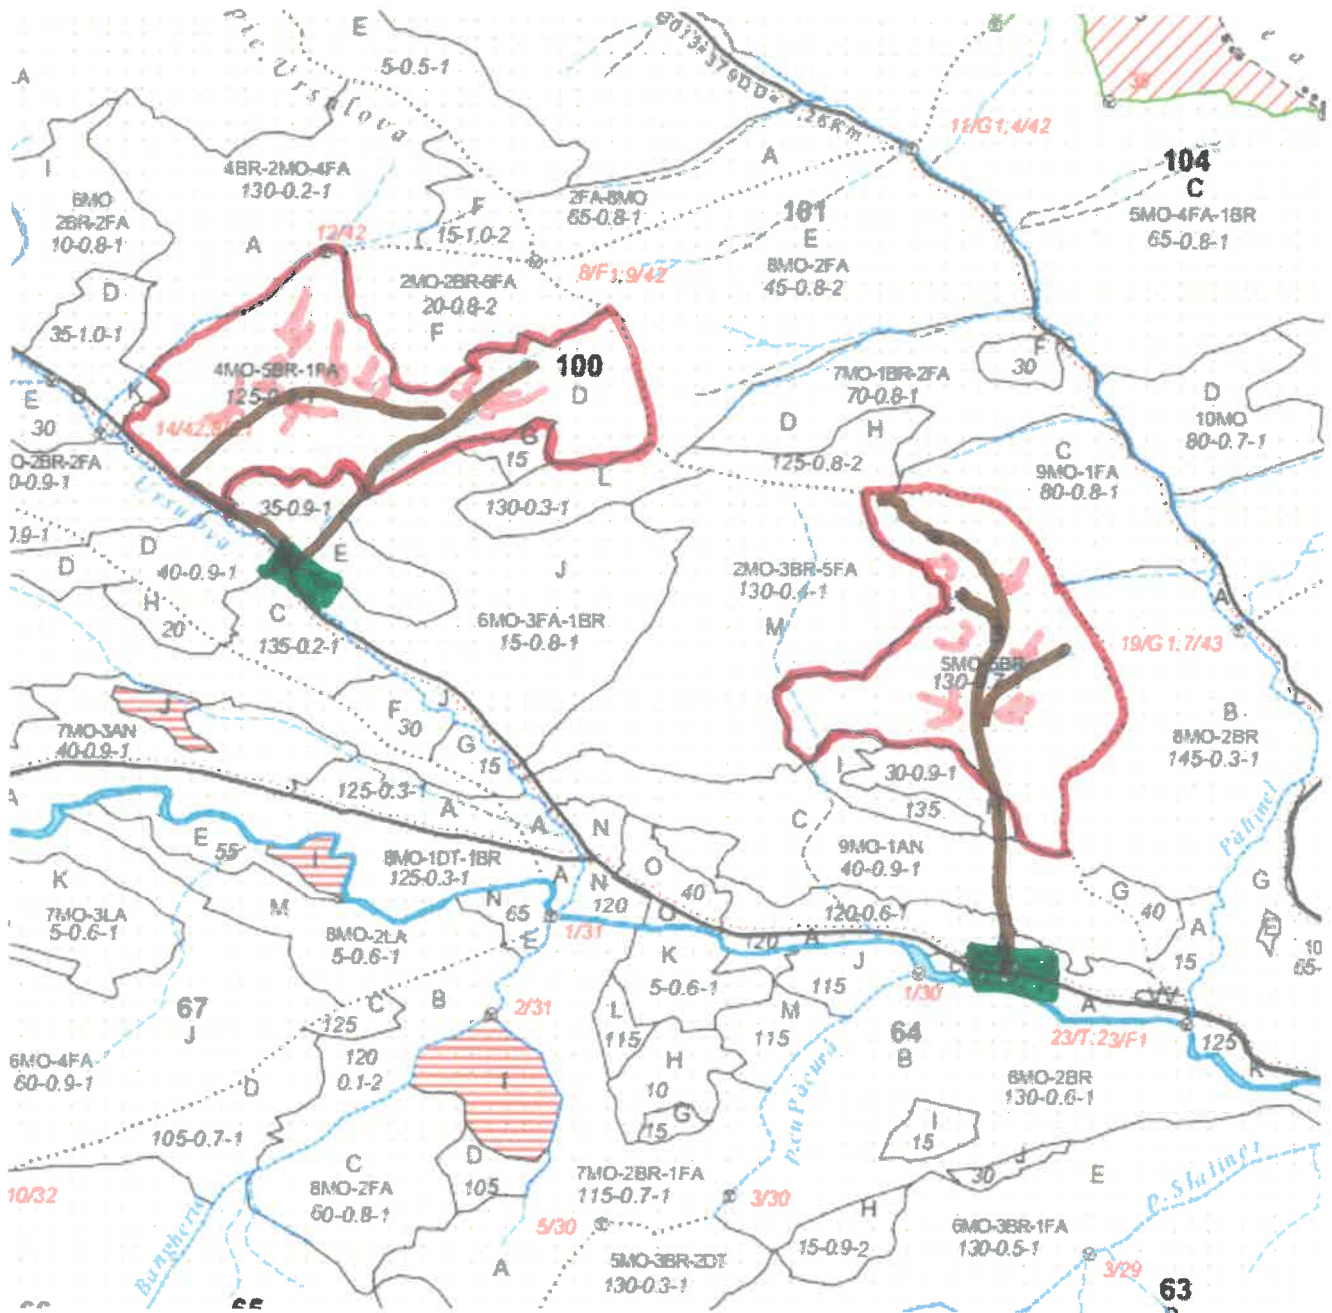 E
5-0.5-1
Pîr. Ursulova
11/G1;4/42
38
104
C
5MO-4FA-1BR
65-0.8-1
I
6MO
2BR-2FA
10-0.8-1
4BR-2MO-4FA
130-0.2-1
A
12/42
F
15-1.0-2
2FA-8MO
65-0.8-1
A
101
E
8MO-2FA
45-0.8-2
8/F1;9/42
2MO-2BR-6FA
20-0.8-2
F
D
35-1.0-1
K
E
30
4MO-5BR-1FA
14/42
100
D
G
15
L
130-0.3-1
35-0.9-1
E
7MO-1BR-2FA
70-0.8-1
D
H
125-0.8-2
F
30
C
9MO-1FA
80-0.8-1
D
10MO
80-0.7-1
Ursulova
D
40-0.9-1
D
H
20
C
135-0.2-1
J
6MO-3FA-1BR
15-0.8-1
2MO-3BR-5FA
M
A
19/G1;7/43
B
8MO-2BR
145-0.3-1
7MO-3AN
40-0.9-1
J
F
30
J
G
15
125-0.3-1
A
A
I
30-0.9-1
135
C
9MO-1AN
40-0.9-1
120-0.6-1
G
40
A
15
G
E
55
I
8MO-1DT-1BR
125-0.3-1
A
N
O
40
N
120
O
K
7MO-3LA
5-0.6-1
M
8MO-2LA
5-0.6-1
N
65
E
1/31
K
5-0.6-1
120
A
J
115
1/30
A
23/T;23/F1
125
K
67
J
C
125
B
2/31
L
115
M
115
H
10
G
15
64
B
6MO-2BR
130-0.6-1
6MO-4FA
60-0.9-1
D
120
0.1-2
I
105-0.7-1
C
8MO-2FA
60-0.8-1
D
105
7MO-2BR-1FA
115-0.7-1
I
15
J
30
E
10/32
5/30
3/30
H
15-0.9-2
6MO-3BR-1FA
130-0.5-1
P. Slatinei
3/29
A
5MO-3BR-2DT
130-0.3-1
63